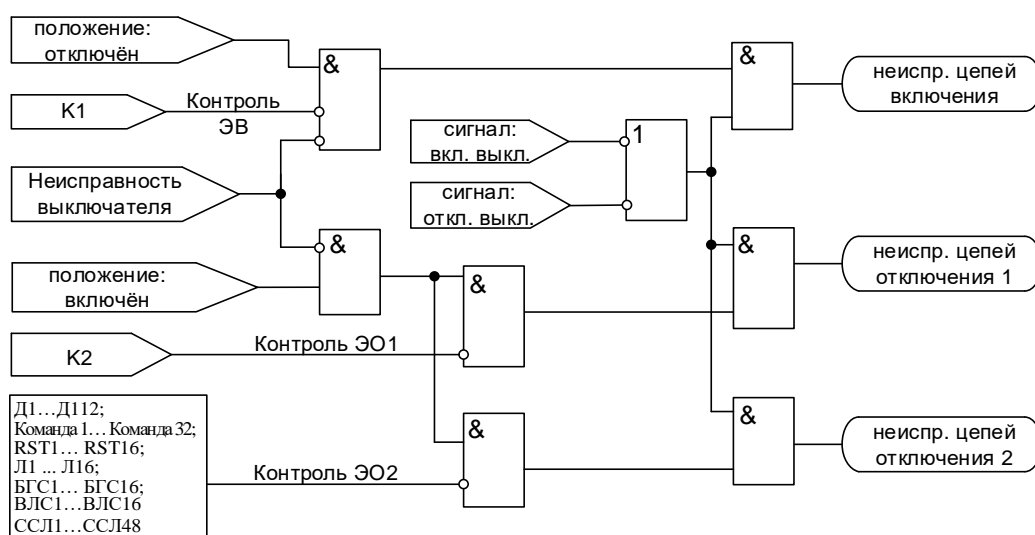 положение:
отключён
&
&
неиспр. цепей
включения
К1
Контроль
ЭВ
сигнал:
вкл. выкл.
1
Неисправность
выключателя
сигнал:
откл. выкл.
&
&
неиспр. цепей
отключения 1
положение:
включён
&
К2
Контроль ЭО1
Д1…Д112;
Команда 1… Команда 32;
RST1… RST16;
Л1 ... Л16;
БГС1… БГС16;
ВЛС1…ВЛС16
ССЛ1…ССЛ48
Контроль ЭО2
&
&
неиспр. цепей
отключения 2